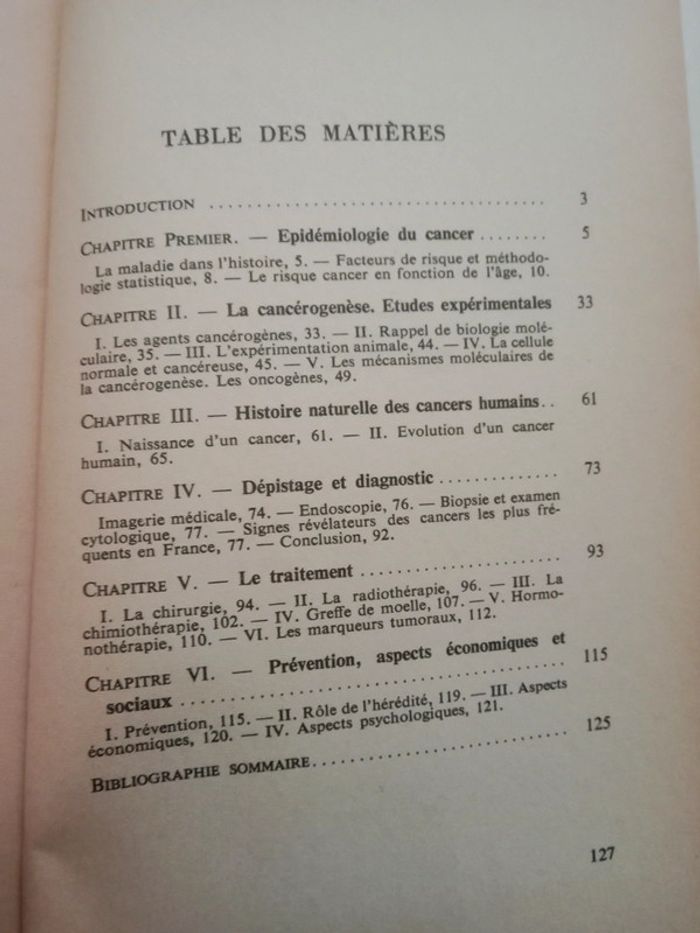 TABLE DES MATIÈRES
INTRODUCTION .................................... 3
CHAPITRE PREMIER. — Epidémiologie du cancer ........ 5
La maladie dans l'histoire, 5. — Facteurs de risque et méthodo-
logie statistique, 8. — Le risque cancer en fonction de l'âge, 10.
CHAPITRE II. — La cancérogenèse. Etudes expérimentales 33
I. Les agents cancérogènes, 33. — II. Rappel de biologie molé-
culaire, 35. — III. L'expérimentation animale, 44. — IV. La cellule
normale et cancéreuse, 45. — V. Les mécanismes moléculaires de
la cancérogenèse. Les oncogènes, 49.
CHAPITRE III. — Histoire naturelle des cancers humains.. 61
I. Naissance d'un cancer, 61. — II. Evolution d'un cancer
humain, 65.
CHAPITRE IV. — Dépistage et diagnostic .............. 73
Imagerie médicale, 74. — Endoscopie, 76. — Biopsie et examen
cytologique, 77. — Signes révélateurs des cancers les plus fré-
quents en France, 77. — Conclusion, 92.
CHAPITRE V. — Le traitement ....................... 93
I. La chirurgie, 94. — II. La radiothérapie, 96. — III. La
chimiothérapie, 102. — IV. Greffe de moelle, 107. — V. Hormo-
nothérapie, 110. — VI. Les marqueurs tumoraux, 112.
CHAPITRE VI. — Prévention, aspects économiques et
sociaux ............................................ 115
I. Prévention, 115. — II. Rôle de l'hérédité, 119. — III. Aspects
économiques, 120. — IV. Aspects psychologiques, 121.
BIBLIOGRAPHIE SOMMAIRE............................. 125
127